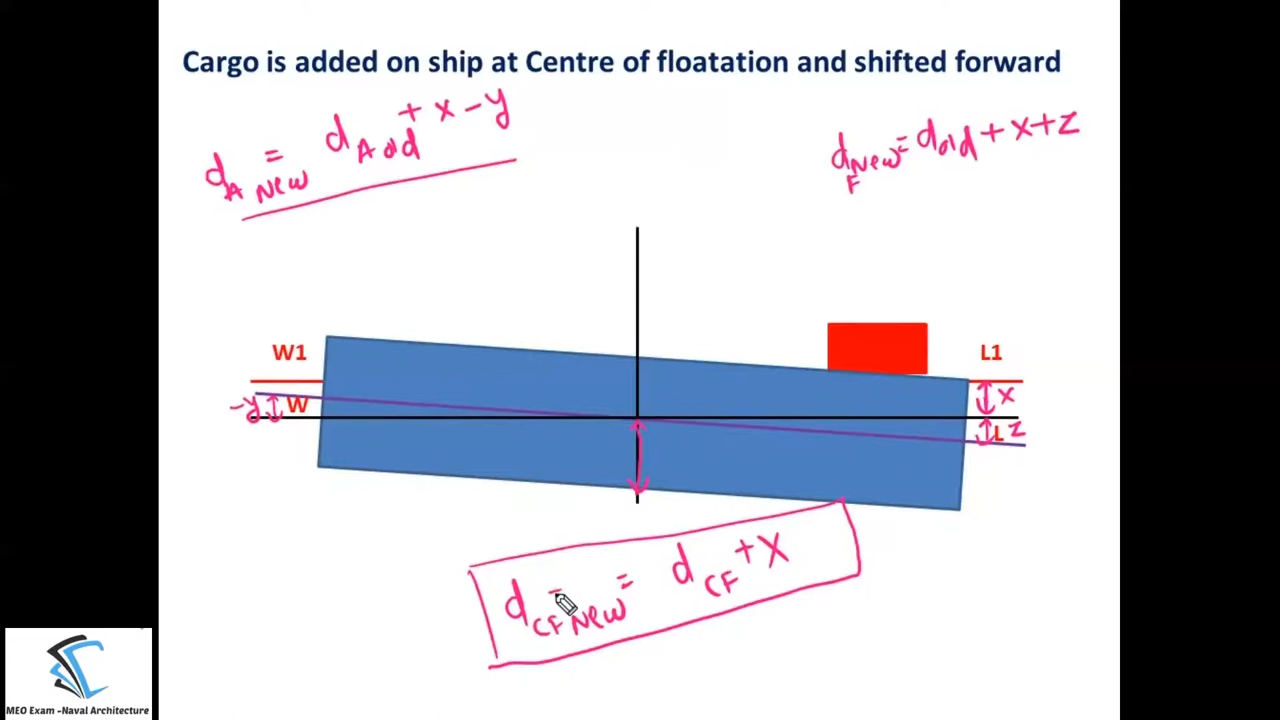 Cargo is added on ship at Centre of floatation and shifted forward
dA New = dA old + x - y
dF New = dold + x + z
W1
L1
x
-y
W
L
z
dCF New = dCF + x
MEO Exam -Naval Architecture